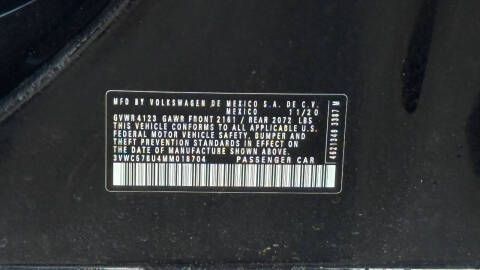 MFD BY VOLKSWAGEN DE MEXICO S.A. DE C.V.
MEXICO 11/20
GVWR 4123 GAWR FRONT 2161 / REAR 2072 LBS
THIS VEHICLE CONFORMS TO ALL APPLICABLE U.S.
FEDERAL MOTOR VEHICLE SAFETY, BUMPER AND
THEFT PREVENTION STANDARDS IN EFFECT
ON THE DATE OF MANUFACTURE SHOWN ABOVE.
3VWC57BU4MM018704 PASSENGER CAR
4621349 3387 M